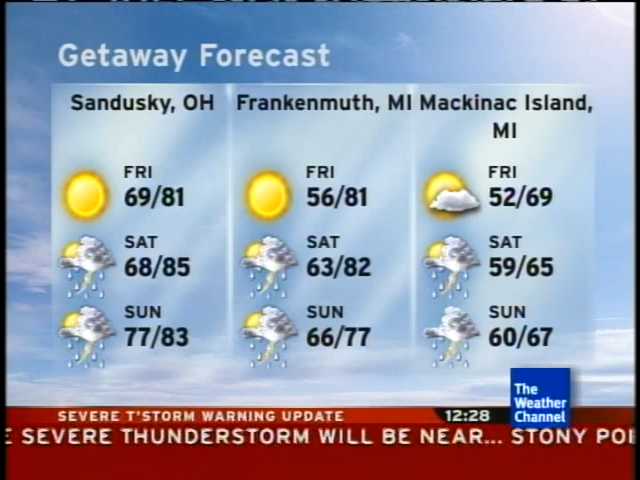 Getaway Forecast
Sandusky, OH
FRI
69/81
SAT
68/85
SUN
77/83
Frankenmuth, MI
FRI
56/81
SAT
63/82
SUN
66/77
Mackinac Island,
MI
FRI
52/69
SAT
59/65
SUN
60/67
The
Weather
Channel
SEVERE T'STORM WARNING UPDATE
12:28
SEVERE THUNDERSTORM WILL BE NEAR... STONY